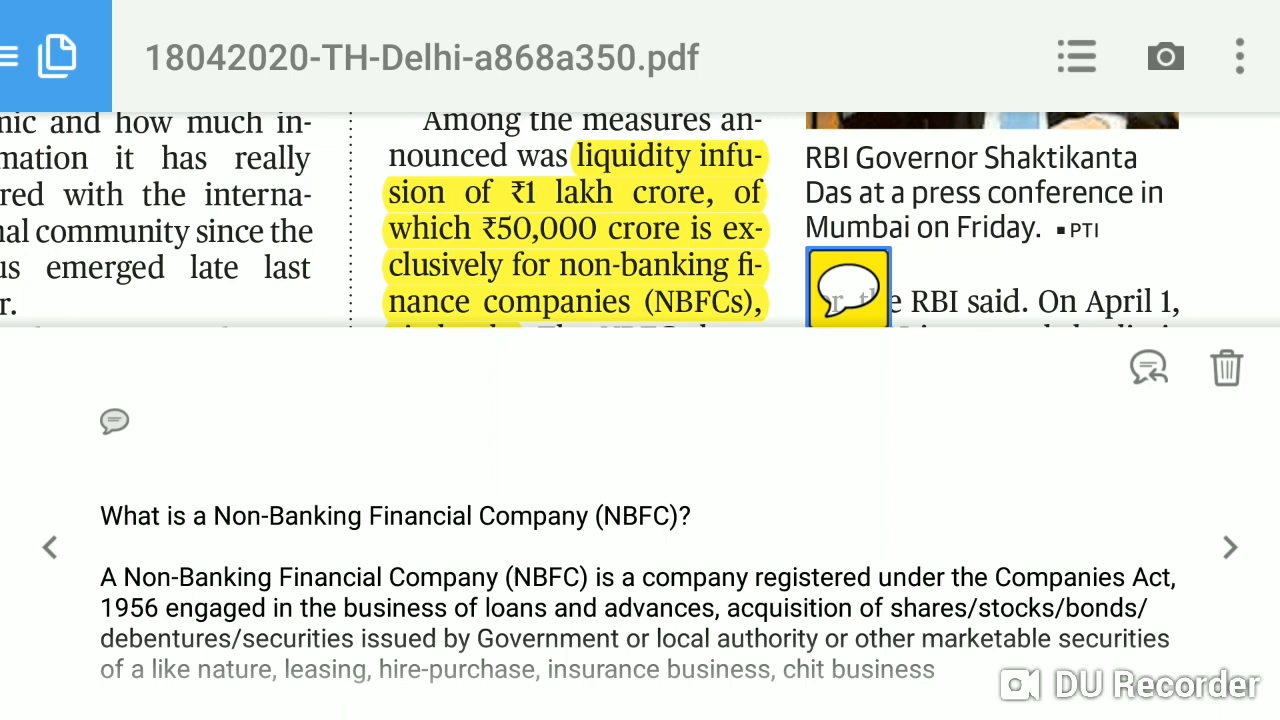 18042020-TH-Delhi-a868a350.pdf
mic and how much in-
mation it has really
red with the interna-
nal community since the
us emerged late last
r.
Among the measures an-
nounced was liquidity infu-
sion of ₹1 lakh crore, of
which ₹50,000 crore is ex-
clusively for non-banking fi-
nance companies (NBFCs),
RBI Governor Shaktikanta
Das at a press conference in
Mumbai on Friday. ▪ PTI
RBI said. On April 1,
What is a Non-Banking Financial Company (NBFC)?
A Non-Banking Financial Company (NBFC) is a company registered under the Companies Act,
1956 engaged in the business of loans and advances, acquisition of shares/stocks/bonds/
debentures/securities issued by Government or local authority or other marketable securities
of a like nature, leasing, hire-purchase, insurance business, chit business
DU Recorder